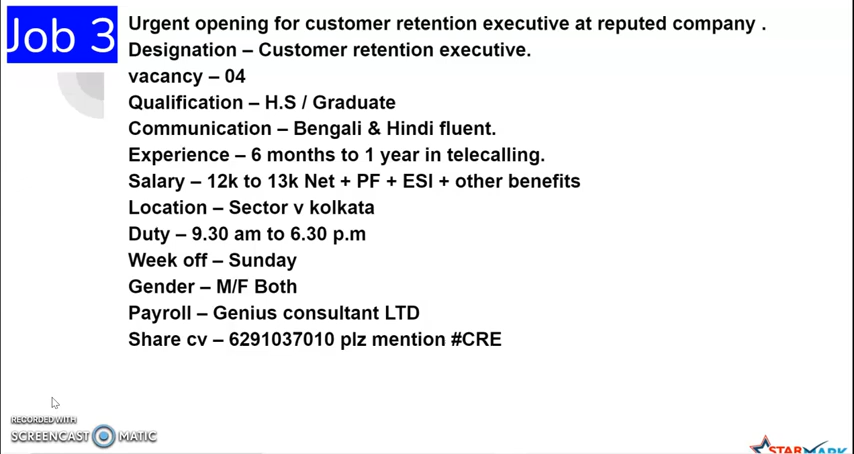 Job 3
Urgent opening for customer retention executive at reputed company .
Designation – Customer retention executive.
vacancy – 04
Qualification – H.S / Graduate
Communication – Bengali & Hindi fluent.
Experience – 6 months to 1 year in telecalling.
Salary – 12k to 13k Net + PF + ESI + other benefits
Location – Sector v kolkata
Duty – 9.30 am to 6.30 p.m
Week off – Sunday
Gender – M/F Both
Payroll – Genius consultant LTD
Share cv – 6291037010 plz mention #CRE
RECORDED WITH
SCREENCAST MATIC
STARMARK